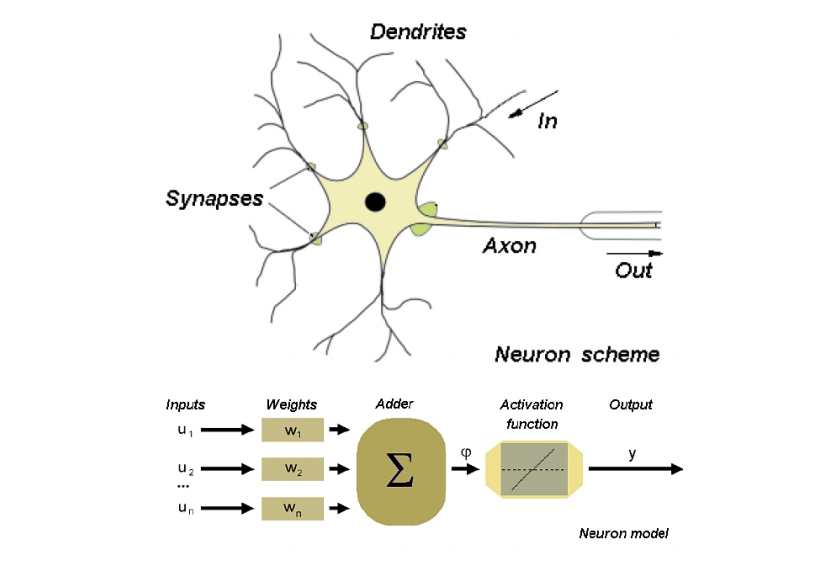 Dendrites
In
Synapses
Axon
Out
Neuron scheme
Inputs Weights Adder Activation function Output
u1 w1
u2 w2
...
un wn
Σ
φ
y
Neuron model